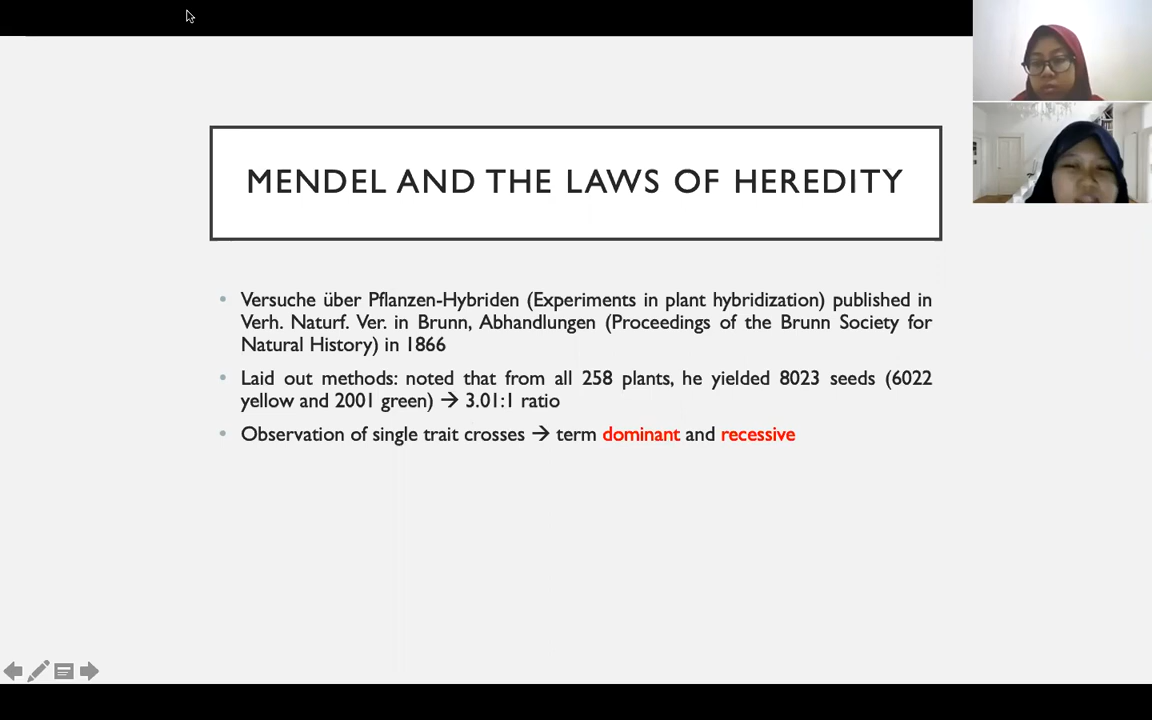 MENDEL AND THE LAWS OF HEREDITY
• Versuche über Pflanzen-Hybriden (Experiments in plant hybridization) published in
Verh. Naturf. Ver. in Brunn, Abhandlungen (Proceedings of the Brunn Society for
Natural History) in 1866
• Laid out methods: noted that from all 258 plants, he yielded 8023 seeds (6022
yellow and 2001 green) → 3.01:1 ratio
• Observation of single trait crosses → term dominant and recessive